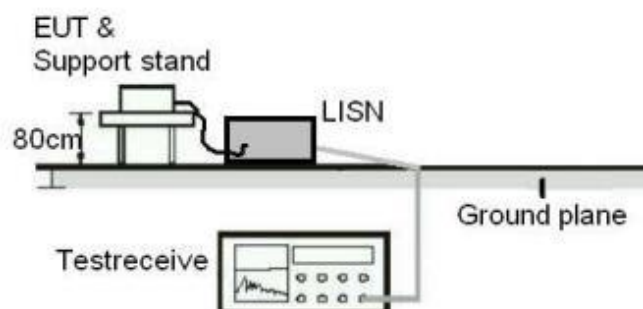 EUT &
Support stand
LISN
80cm
Ground plane
Testreceive